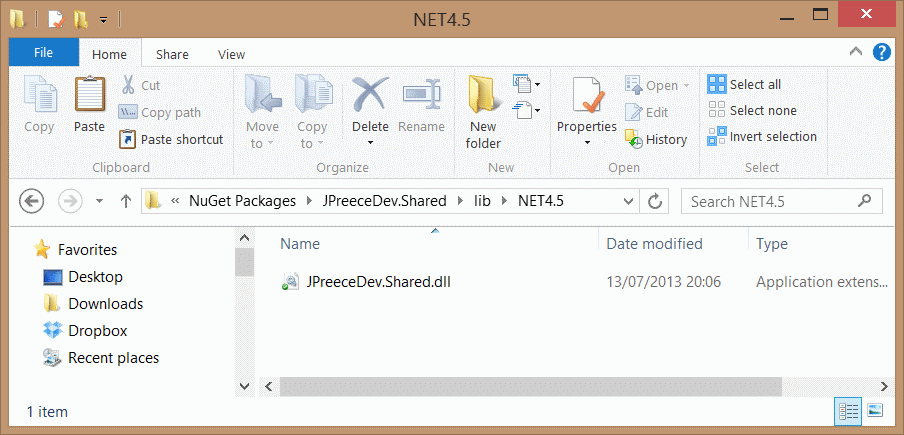 NET4.5
File Home Share View
Copy Paste Cut Copy path Paste shortcut
Clipboard
Move to Copy to Delete Rename
Organize
New folder
New
Properties Open Edit History
Open
Select all Select none Invert selection
Select
« NuGet Packages JPreeceDev.Shared lib NET4.5 Search NET4.5
Favorites
Desktop
Downloads
Dropbox
Recent places
Name Date modified Type
JPreeceDev.Shared.dll 13/07/2013 20:06 Application extens...
1 item